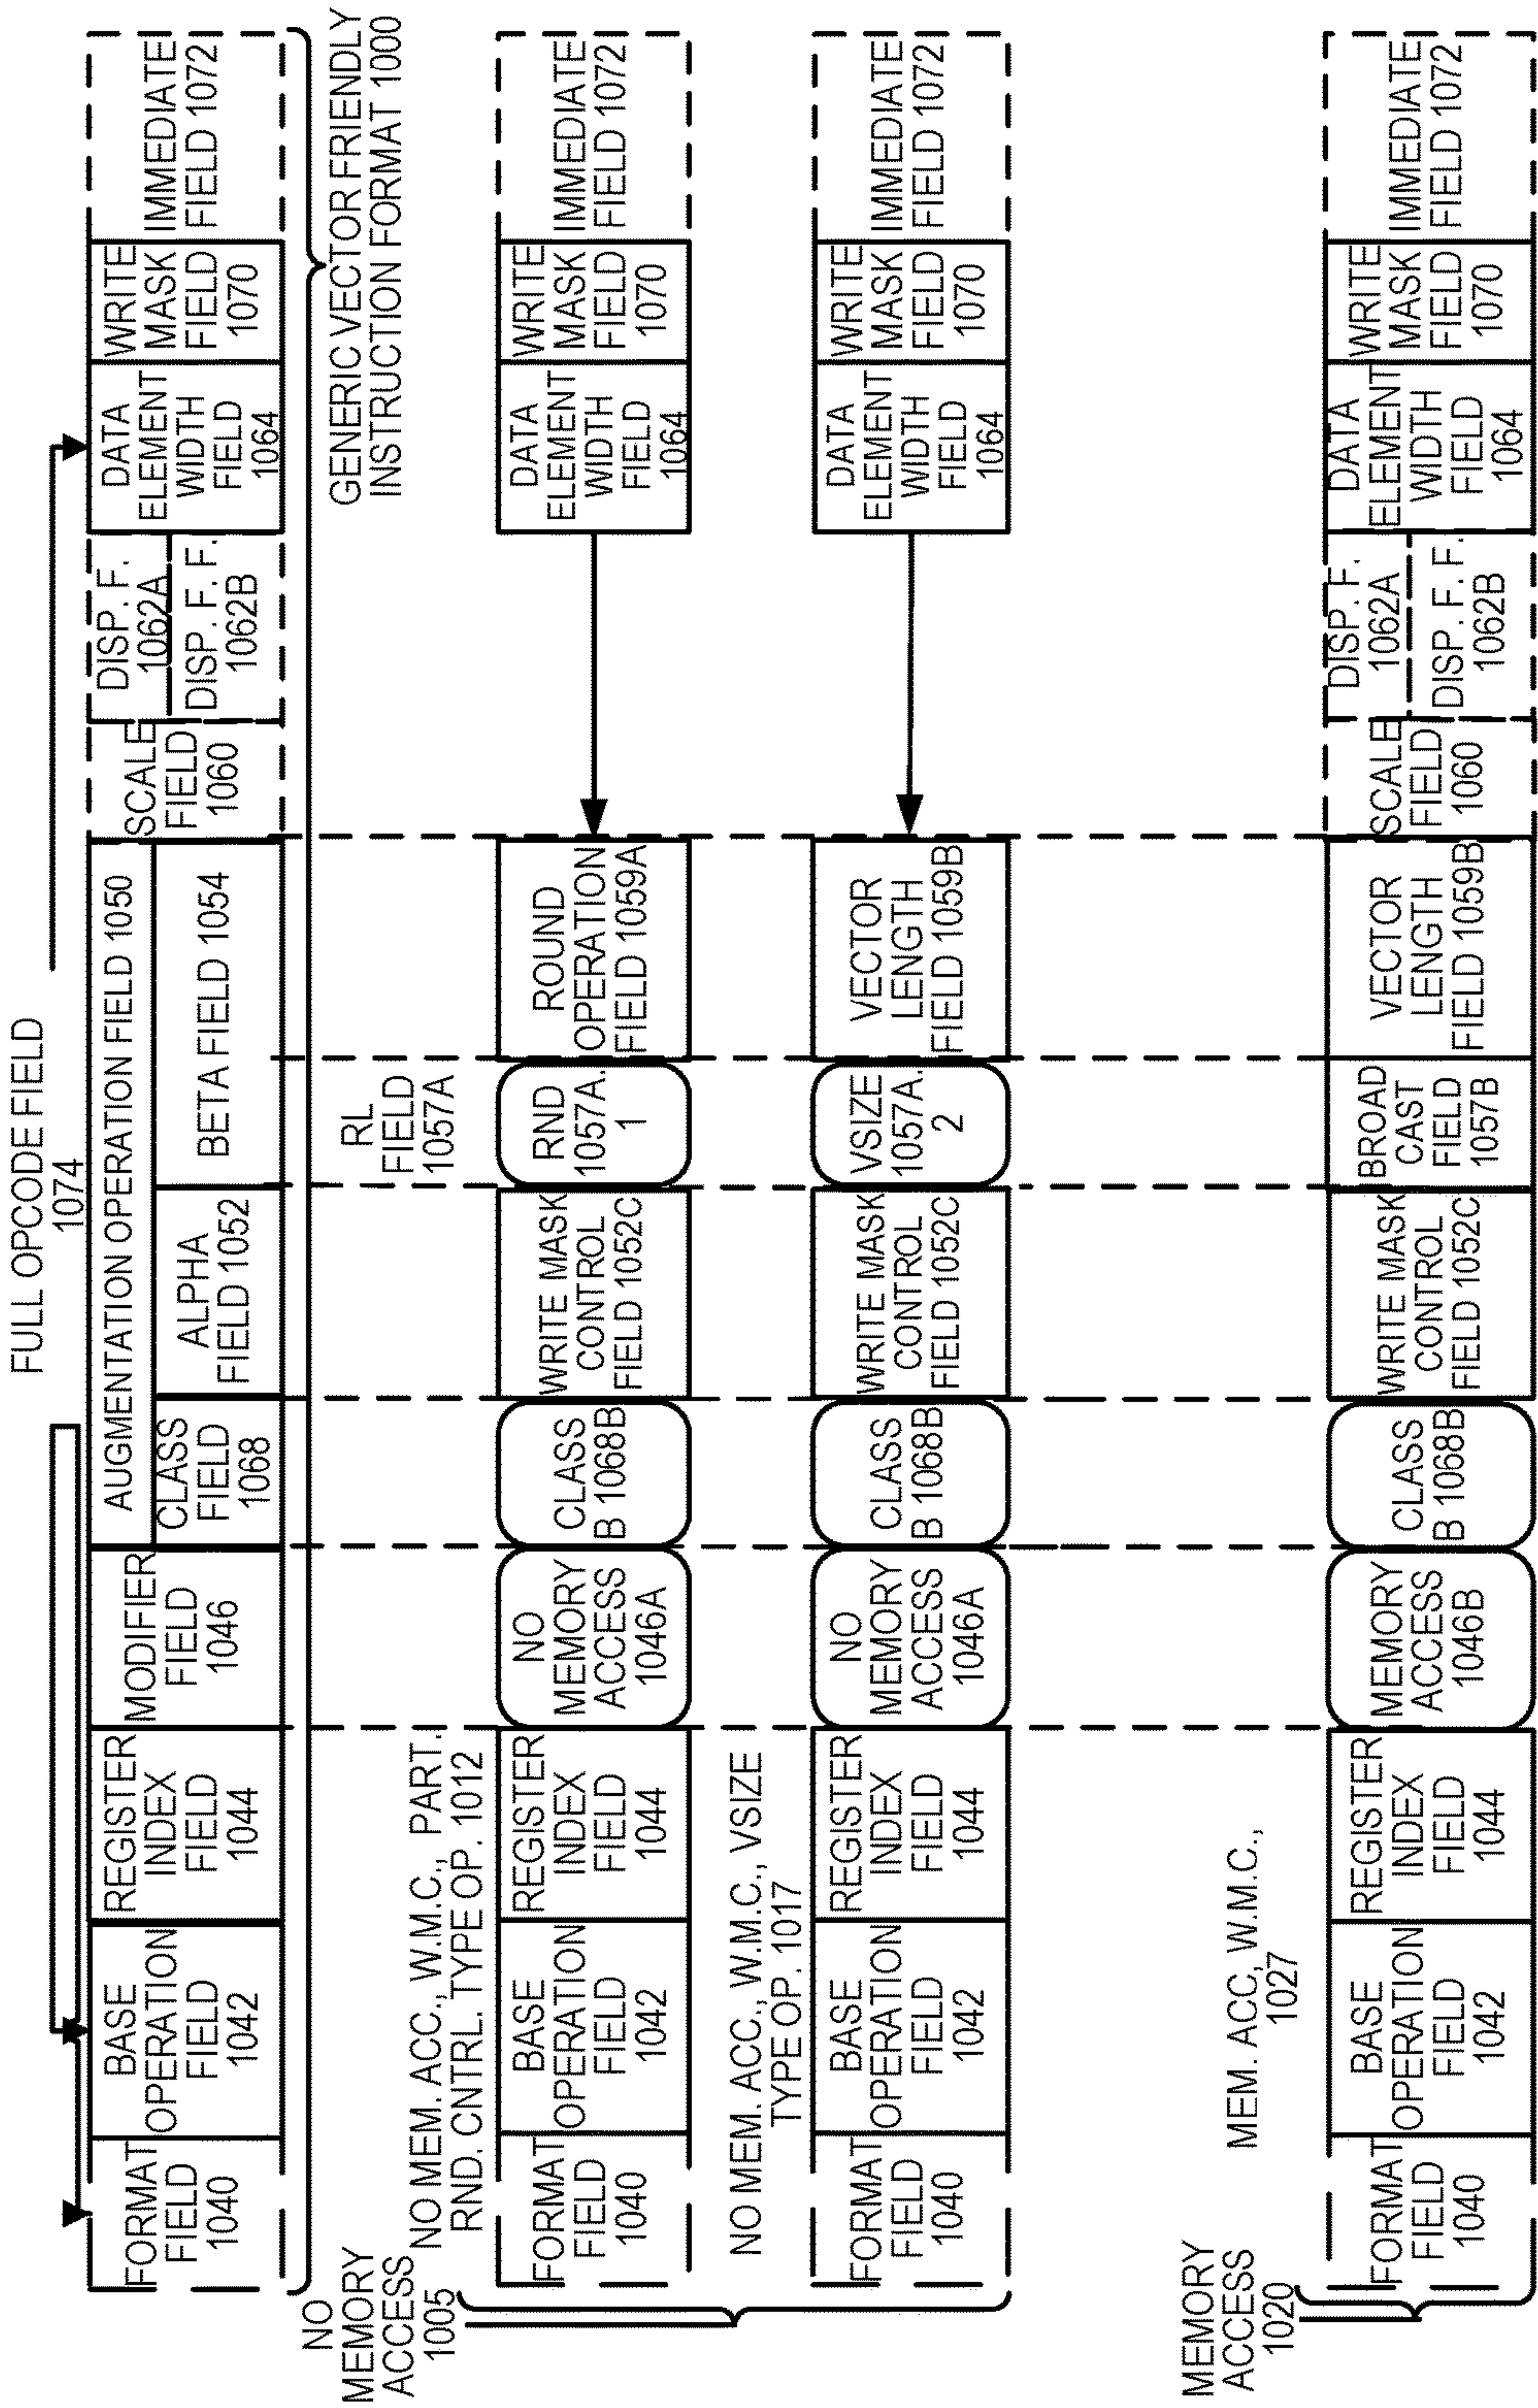 FULL OPCODE FIELD
1074
FORMAT
FIELD
1040
BASE
OPERATION
FIELD
1042
REGISTER
INDEX
FIELD
1044
MODIFIER
FIELD
1046
AUGMENTATION OPERATION FIELD 1050
CLASS
FIELD
1068
ALPHA
FIELD 1052
BETA FIELD 1054
SCALE
FIELD
1060
DISP. F.
1062A
DISP. F. F.
1062B
DATA
ELEMENT
WIDTH
FIELD
1064
WRITE
MASK
FIELD
1070
IMMEDIATE
FIELD 1072
GENERIC VECTOR FRIENDLY
INSTRUCTION FORMAT 1000
NO
MEMORY
ACCESS
1005
RL
FIELD
1057A
NO MEM. ACC., W.M.C., PART.
RND. CNTRL. TYPE OP. 1012
FORMAT
FIELD
1040
BASE
OPERATION
FIELD
1042
REGISTER
INDEX
FIELD
1044
NO
MEMORY
ACCESS
1046A
CLASS
B 1068B
WRITE MASK
CONTROL
FIELD 1052C
RND
1057A.
1
ROUND
OPERATION
FIELD 1059A
DATA
ELEMENT
WIDTH
FIELD
1064
WRITE
MASK
FIELD
1070
IMMEDIATE
FIELD 1072
NO MEM. ACC., W.M.C., VSIZE
TYPE OP. 1017
FORMAT
FIELD
1040
BASE
OPERATION
FIELD
1042
REGISTER
INDEX
FIELD
1044
NO
MEMORY
ACCESS
1046A
CLASS
B 1068B
WRITE MASK
CONTROL
FIELD 1052C
VSIZE
1057A.
2
VECTOR
LENGTH
FIELD 1059B
DATA
ELEMENT
WIDTH
FIELD
1064
WRITE
MASK
FIELD
1070
IMMEDIATE
FIELD 1072
MEMORY
ACCESS
1020
MEM. ACC, W.M.C.,
1027
FORMAT
FIELD
1040
BASE
OPERATION
FIELD
1042
REGISTER
INDEX
FIELD
1044
MEMORY
ACCESS
1046B
CLASS
B 1068B
WRITE MASK
CONTROL
FIELD 1052C
BROAD
CAST
FIELD
1057B
VECTOR
LENGTH
FIELD 1059B
SCALE
FIELD
1060
DISP. F.
1062A
DISP. F. F.
1062B
DATA
ELEMENT
WIDTH
FIELD
1064
WRITE
MASK
FIELD
1070
IMMEDIATE
FIELD 1072